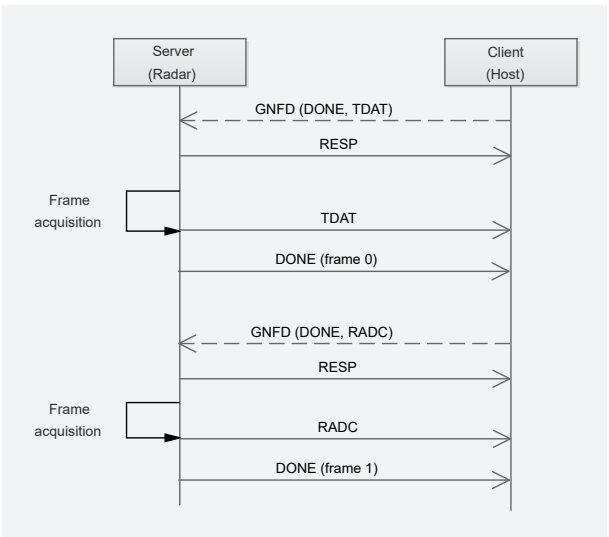 Server
(Radar)
Client
(Host)
GNFD (DONE, TDAT)
RESP
Frame
acquisition
TDAT
DONE (frame 0)
GNFD (DONE, RADC)
RESP
Frame
acquisition
RADC
DONE (frame 1)